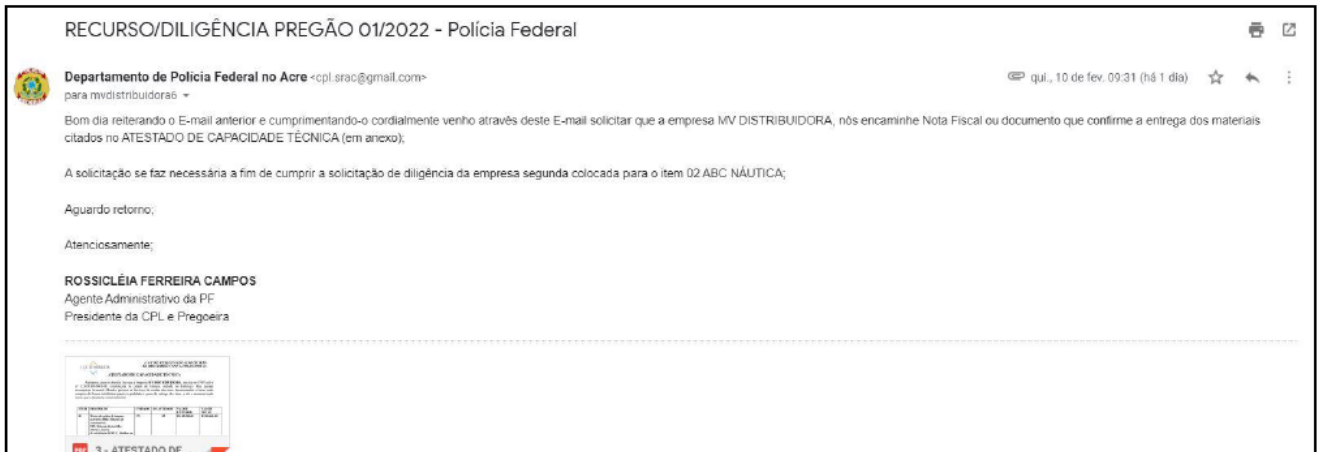 RECURSO/DILIGÊNCIA PREGÃO 01/2022 - Polícia Federal
Departamento de Polícia Federal no Acre <cpl.srac@gmail.com>
qui., 10 de fev. 09:31 (há 1 dia)
para mvdistribuidora6
Bom dia reiterando o E-mail anterior e cumprimentando-o cordialmente venho através deste E-mail solicitar que a empresa MV DISTRIBUIDORA, nós encaminhe Nota Fiscal ou documento que confirme a entrega dos materiais
citados no ATESTADO DE CAPACIDADE TÉCNICA (em anexo);
A solicitação se faz necessária a fim de cumprir a solicitação de diligência da empresa segunda colocada para o item 02 ABC NÁUTICA;
Aguardo retorno;
Atenciosamente;
ROSSICLÉIA FERREIRA CAMPOS
Agente Administrativo da PF
Presidente da CPL e Pregoeira
ATESTADO DE CAPACIDADE TÉCNICA
3 - ATESTADO DE ...